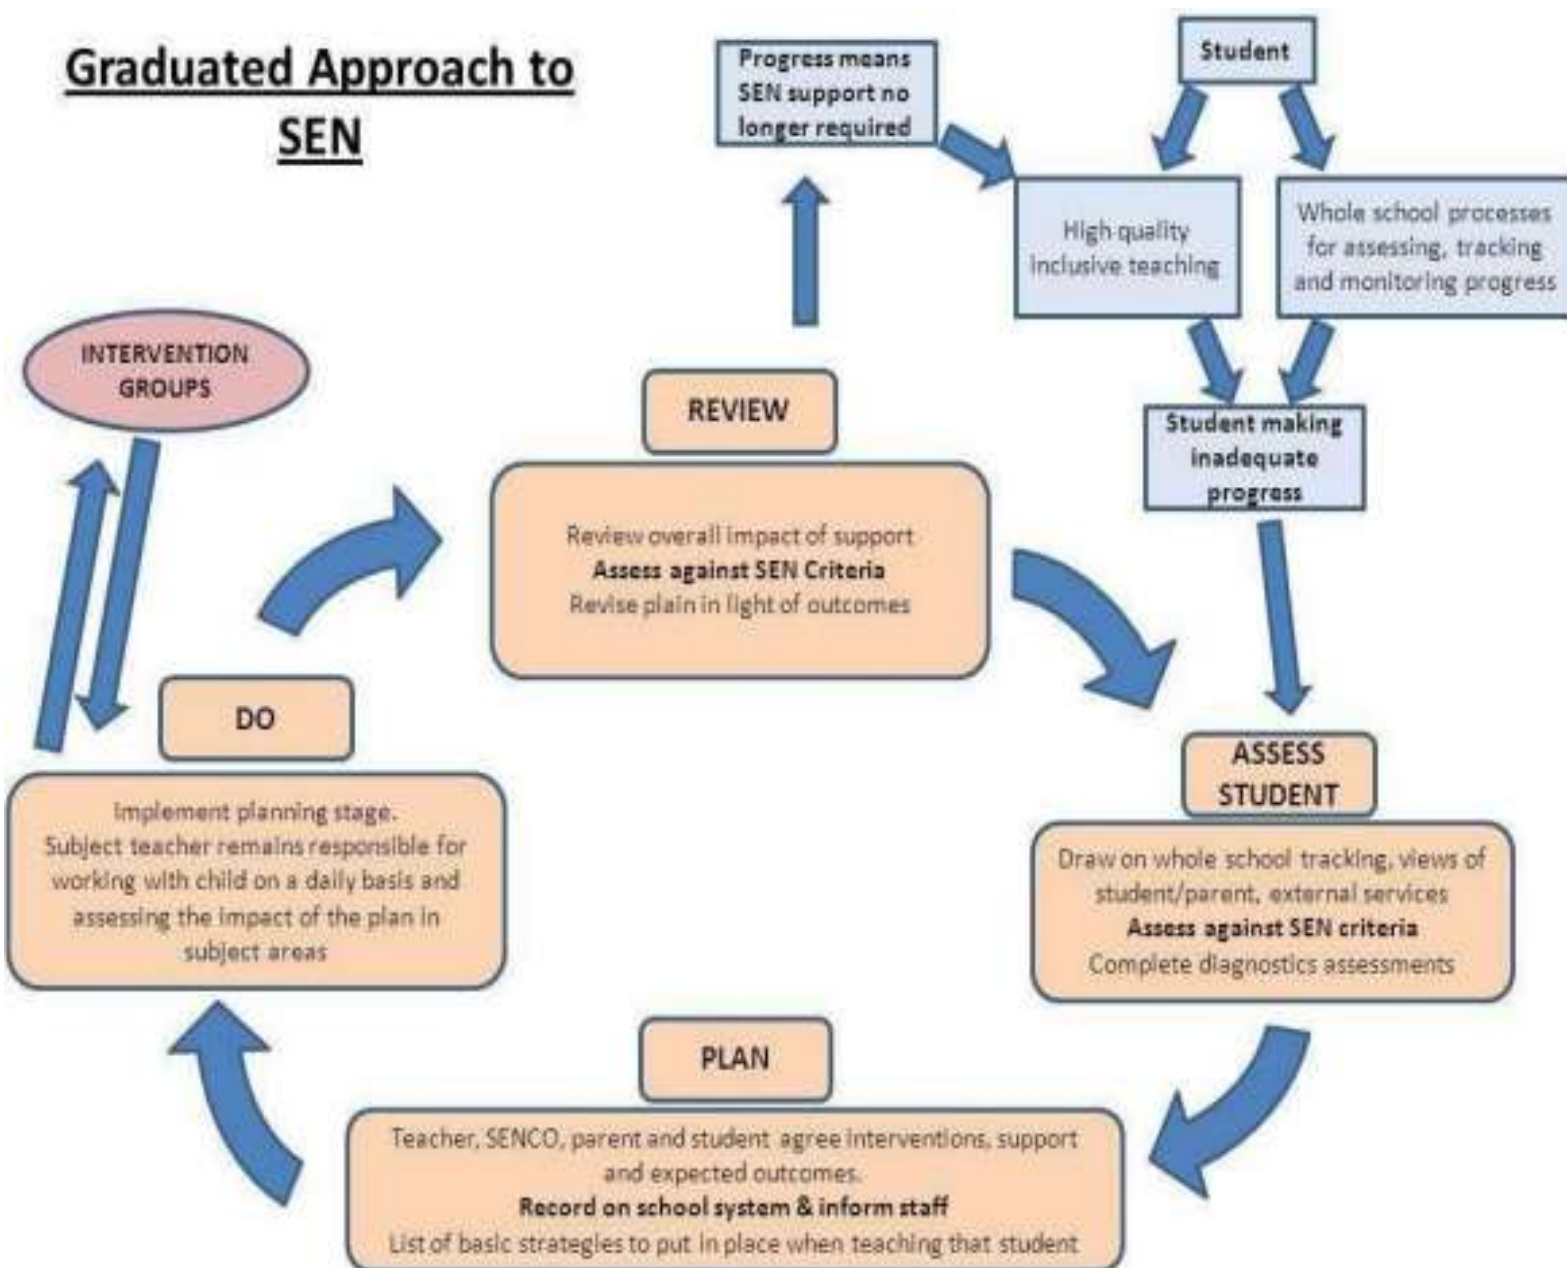 Graduated Approach to
SEN
Progress means
SEN support no
longer required
Student
High quality
inclusive teaching
Whole school processes
for assessing, tracking
and monitoring progress
Student making
inadequate
progress
INTERVENTION
GROUPS
REVIEW
Review overall impact of support
Assess against SEN Criteria
Revise plain in light of outcomes
DO
Implement planning stage.
Subject teacher remains responsible for
working with child on a daily basis and
assessing the impact of the plan in
subject areas
ASSESS
STUDENT
Draw on whole school tracking, views of
student/parent, external services
Assess against SEN criteria
Complete diagnostics assessments
PLAN
Teacher, SENCO, parent and student agree interventions, support
and expected outcomes.
Record on school system & inform staff
List of basic strategies to put in place when teaching that student